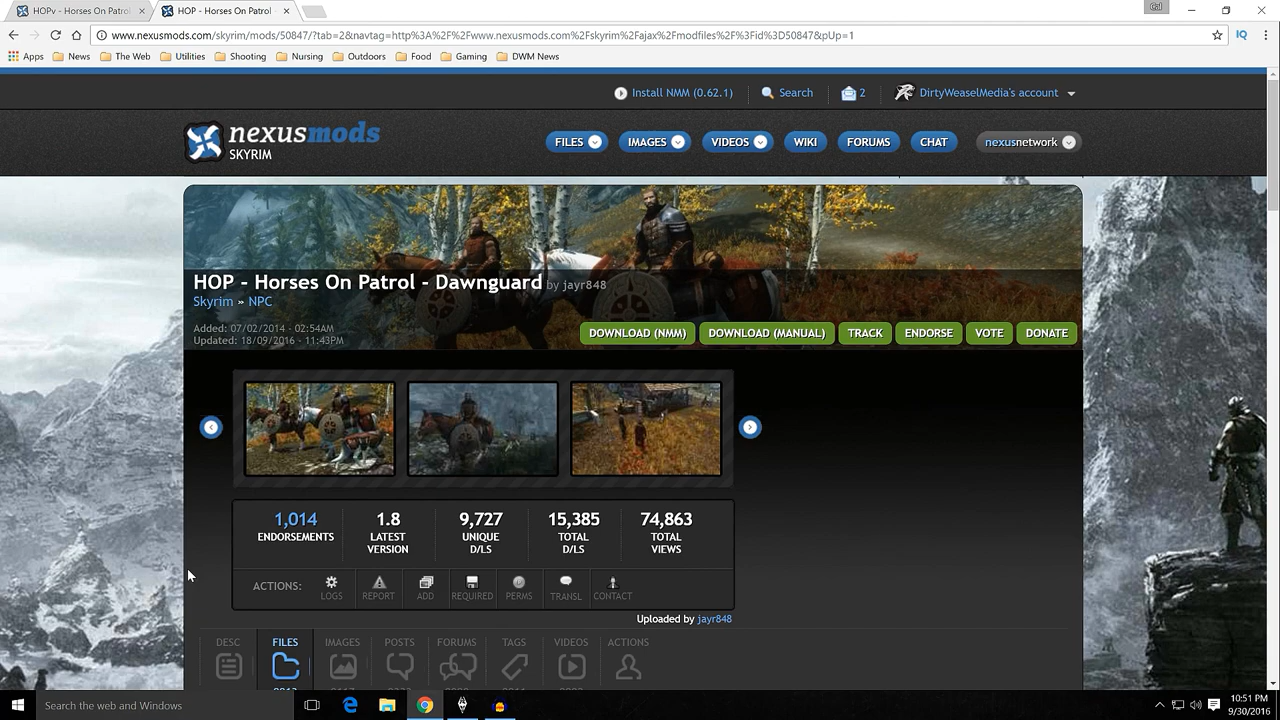 HOPv - Horses On Patrol
HOP - Horses On Patrol -
www.nexusmods.com/skyrim/mods/50847/?tab=2&navtag=http%3A%2F%2Fwww.nexusmods.com%2Fskyrim%2Fajax%2Fmodfiles%2F%3Fid%3D50847&pUp=1
IQ
Apps News The Web Utilities Shooting Nursing Outdoors Food Gaming DWM News
Install NMM (0.62.1) Search 2 DirtyWeaselMedia's account
nexusmods
SKYRIM
FILES IMAGES VIDEOS WIKI FORUMS CHAT nexusnetwork
HOP - Horses On Patrol - Dawnguard by jayr848
Skyrim » NPC
Added: 07/02/2014 - 02:54AM
Updated: 18/09/2016 - 11:43PM
DOWNLOAD (NMM) DOWNLOAD (MANUAL) TRACK ENDORSE VOTE DONATE
1,014 1.8 9,727 15,385 74,863
ENDORSEMENTS LATEST UNIQUE TOTAL TOTAL
VERSION D/LS D/LS VIEWS
ACTIONS: LOGS REPORT ADD REQUIRED PERMS TRANSL CONTACT
Uploaded by jayr848
DESC FILES IMAGES POSTS FORUMS TAGS VIDEOS ACTIONS
Search the web and Windows
10:51 PM
9/30/2016